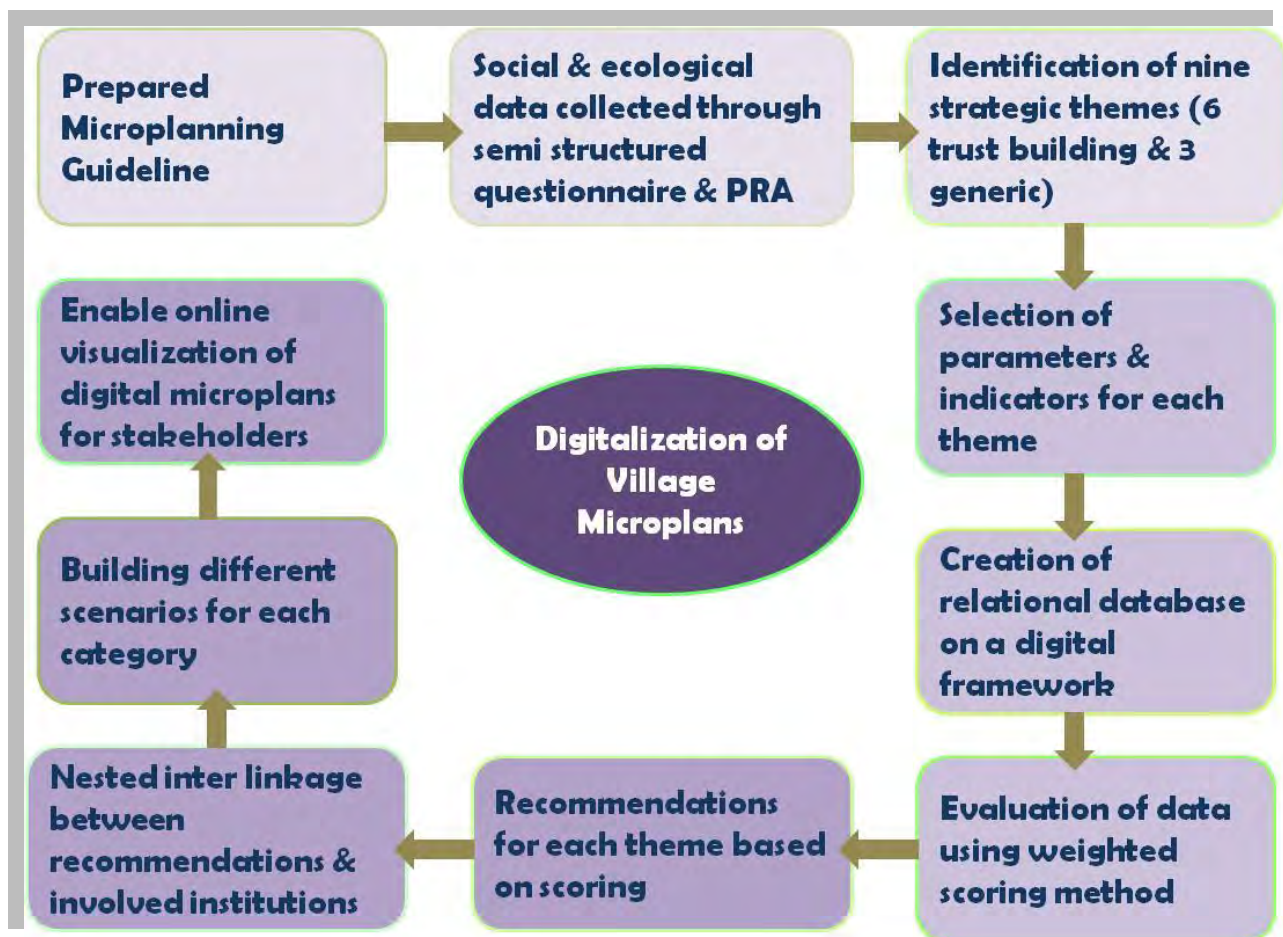 Prepared
Microplanning
Guideline
Social & ecological
data collected through
semi structured
questionnaire & PRA
Identification of nine
strategic themes (6
trust building & 3
generic)
Selection of
parameters &
indicators for each
theme
Creation of
relational database
on a digital
framework
Evaluation of data
using weighted
scoring method
Recommendations
for each theme based
on scoring
Nested inter linkage
between
recommendations &
involved institutions
Building different
scenarios for each
category
Enable online
visualization of
digital microplans
for stakeholders
Digitalization of
Village
Microplans